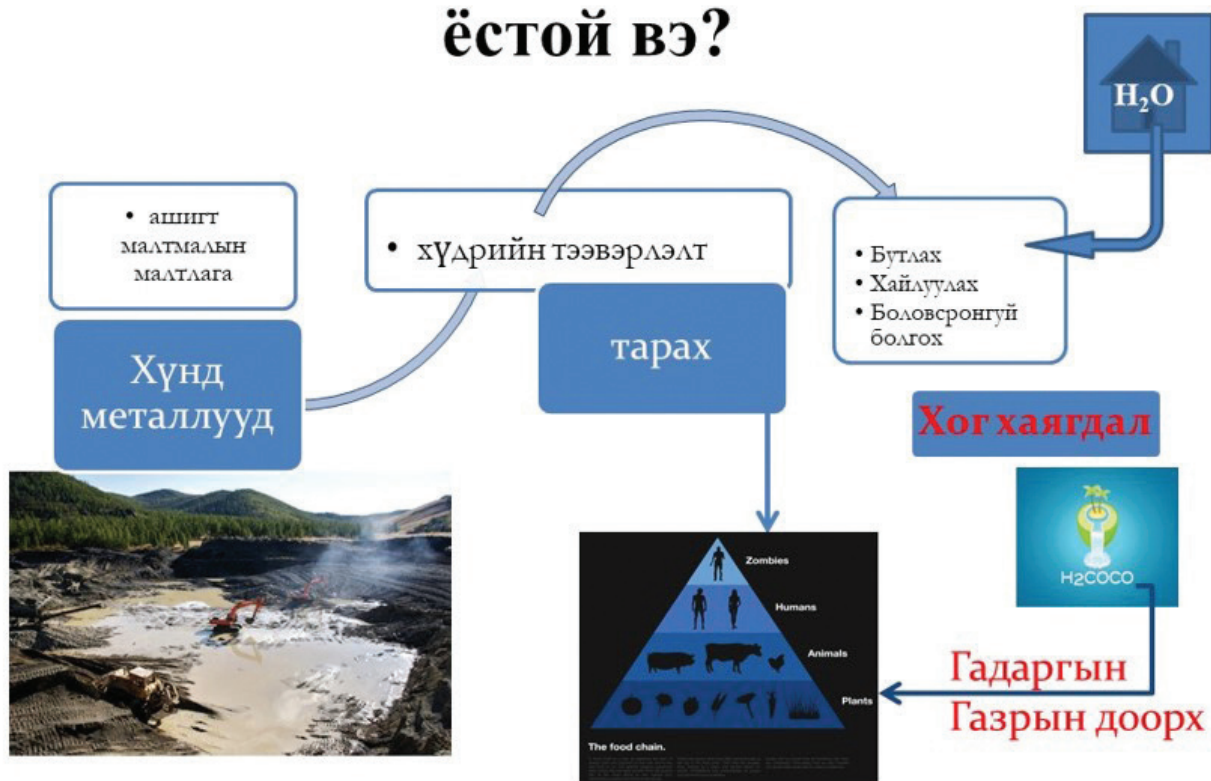 ёстой вэ?
H₂O
• ашигт
малтмалын
малтлага
Хүнд
металлууд
• хүдрийн тээвэрлэлт
тарах
• Бутлах
• Хайлуулах
• Боловсронгуй
болгох
Хог хаягдал
H2COCO
Гадаргын
Газрын доорх
Zombies
Humans
Animals
Plants
The food chain.